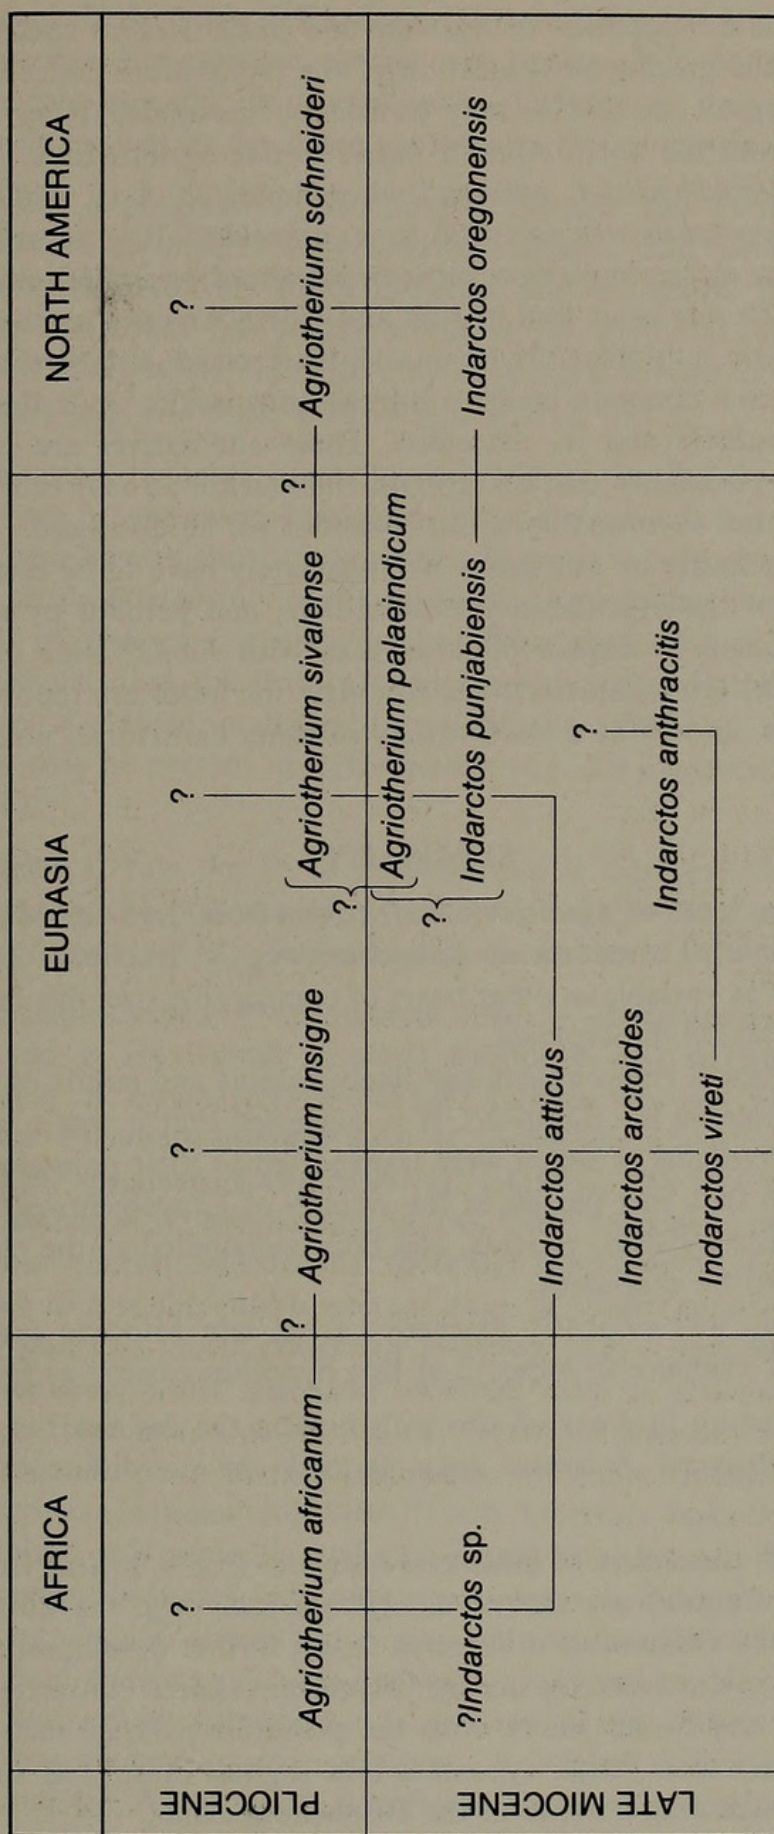 AFRICA
EURASIA
NORTH AMERICA
PLIOCENE
?
?
?
?
Agriotherium africanum
?
Agriotherium insigne
Agriotherium sivalense
?
Agriotherium schneideri
?
Agriotherium palaeindicum
LATE MIOCENE
?
?Indarctos sp.
Indarctos punjabiensis
Indarctos oregonensis
Indarctos atticus
?
Indarctos arctoides
Indarctos anthracitis
Indarctos vireti